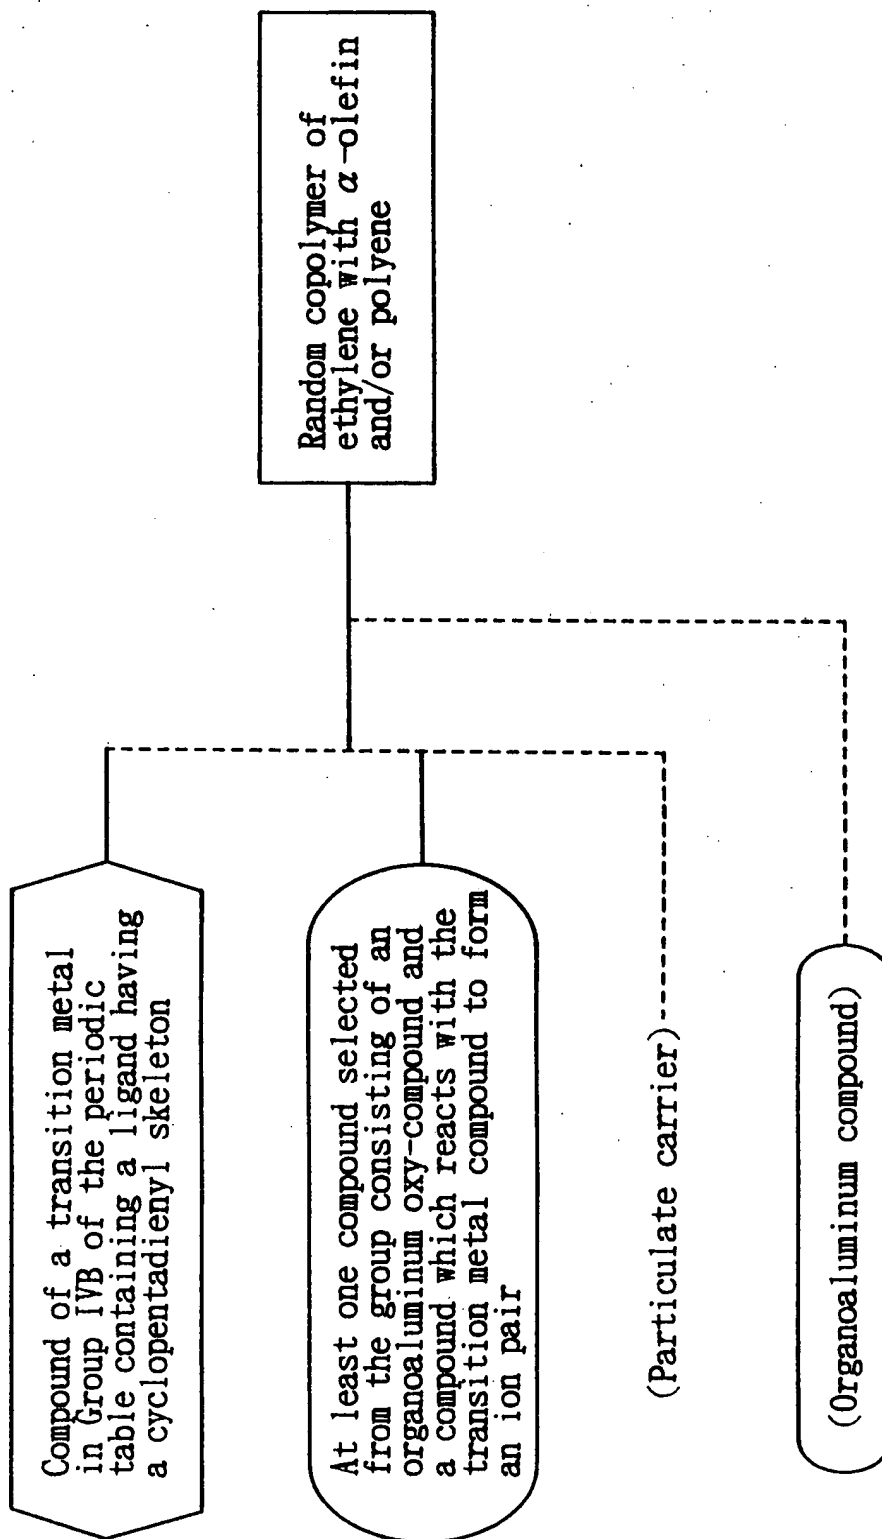 Compound of a transition metal
in Group IVB of the periodic
table containing a ligand having
a cyclopentadienyl skeleton
At least one compound selected
from the group consisting of an
organoaluminum oxy-compound and
a compound which reacts with the
transition metal compound to form
an ion pair
(Particulate carrier)
(Organoaluminum compound)
Random copolymer of
ethylene with α-olefin
and/or polyene